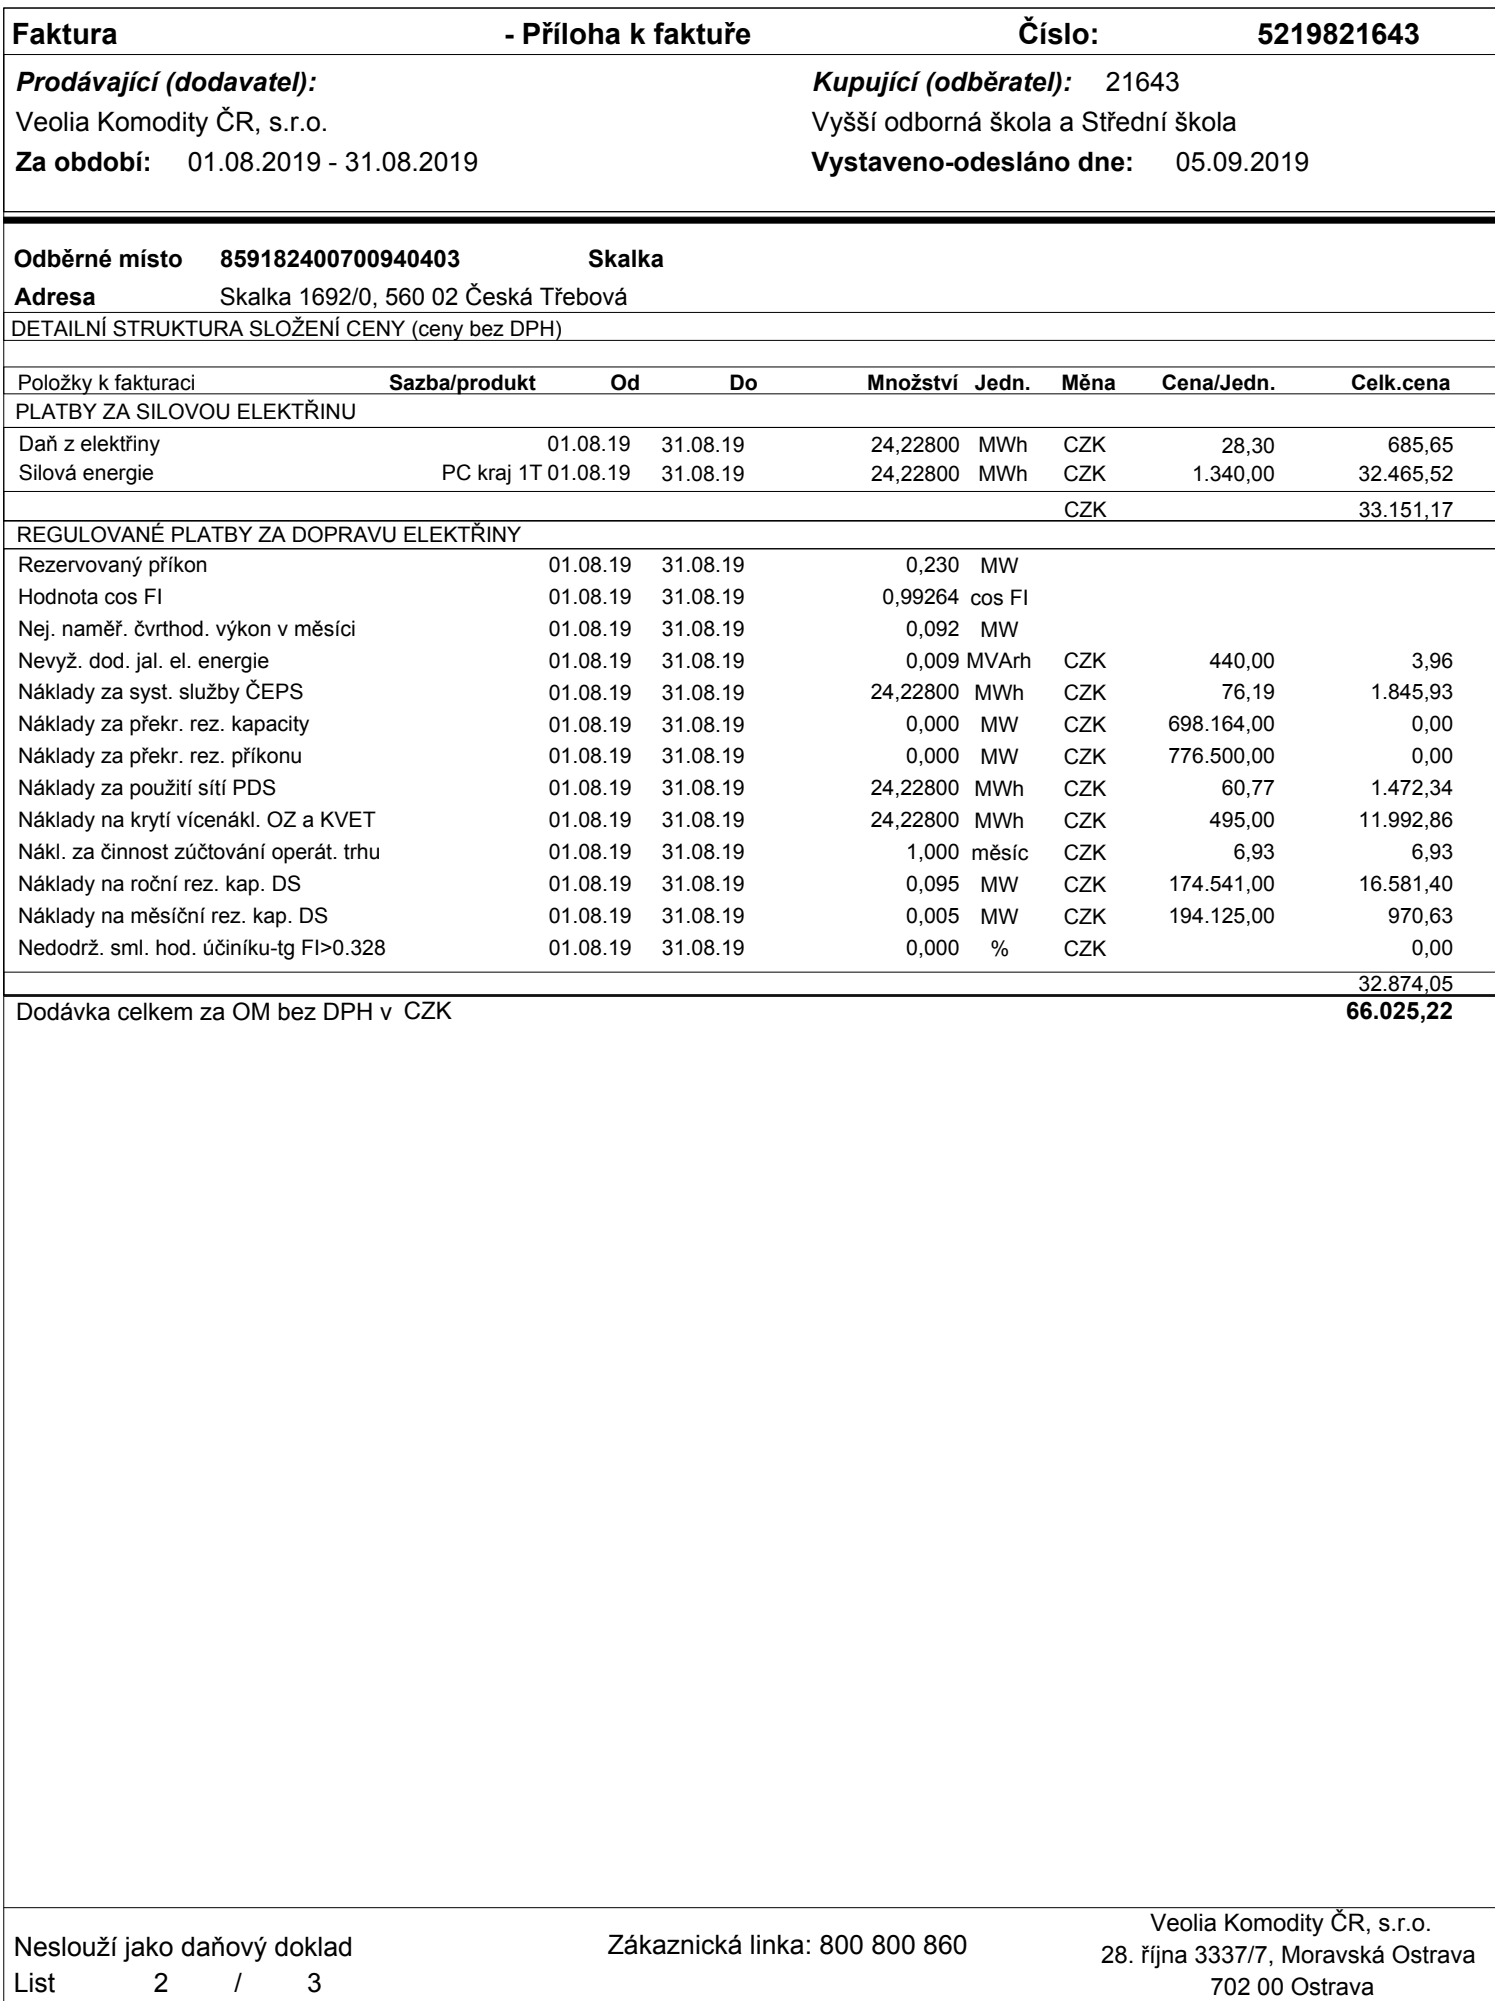 Faktura - Příloha k faktuře Číslo: 5219821643
Prodávající (dodavatel): Kupující (odběratel): 21643
Veolia Komodity ČR, s.r.o. Vyšší odborná škola a Střední škola
Za období: 01.08.2019 - 31.08.2019 Vystaveno-odesláno dne: 05.09.2019
Odběrné místo 859182400700940403 Skalka
Adresa Skalka 1692/0, 560 02 Česká Třebová
DETAILNÍ STRUKTURA SLOŽENÍ CENY (ceny bez DPH)
Položky k fakturaci Sazba/produkt Od Do Množství Jedn. Měna Cena/Jedn. Celk.cena
PLATBY ZA SILOVOU ELEKTŘINU
Daň z elektřiny 01.08.19 31.08.19 24,22800 MWh CZK 28,30 685,65
Silová energie PC kraj 1T 01.08.19 31.08.19 24,22800 MWh CZK 1.340,00 32.465,52
CZK 33.151,17
REGULOVANÉ PLATBY ZA DOPRAVU ELEKTŘINY
Rezervovaný příkon 01.08.19 31.08.19 0,230 MW
Hodnota cos FI 01.08.19 31.08.19 0,99264 cos FI
Nej. naměř. čvrthod. výkon v měsíci 01.08.19 31.08.19 0,092 MW
Nevyž. dod. jal. el. energie 01.08.19 31.08.19 0,009 MVArh CZK 440,00 3,96
Náklady za syst. služby ČEPS 01.08.19 31.08.19 24,22800 MWh CZK 76,19 1.845,93
Náklady za překr. rez. kapacity 01.08.19 31.08.19 0,000 MW CZK 698.164,00 0,00
Náklady za překr. rez. příkonu 01.08.19 31.08.19 0,000 MW CZK 776.500,00 0,00
Náklady za použití sítí PDS 01.08.19 31.08.19 24,22800 MWh CZK 60,77 1.472,34
Náklady na krytí vícenákl. OZ a KVET 01.08.19 31.08.19 24,22800 MWh CZK 495,00 11.992,86
Nákl. za činnost zúčtování operát. trhu 01.08.19 31.08.19 1,000 měsíc CZK 6,93 6,93
Náklady na roční rez. kap. DS 01.08.19 31.08.19 0,095 MW CZK 174.541,00 16.581,40
Náklady na měsíční rez. kap. DS 01.08.19 31.08.19 0,005 MW CZK 194.125,00 970,63
Nedodrž. sml. hod. účiníku-tg FI>0.328 01.08.19 31.08.19 0,000 % CZK 0,00
32.874,05
Dodávka celkem za OM bez DPH v CZK 66.025,22
Neslouží jako daňový doklad Zákaznická linka: 800 800 860 Veolia Komodity ČR, s.r.o.
28. října 3337/7, Moravská Ostrava
List 2 / 3 702 00 Ostrava